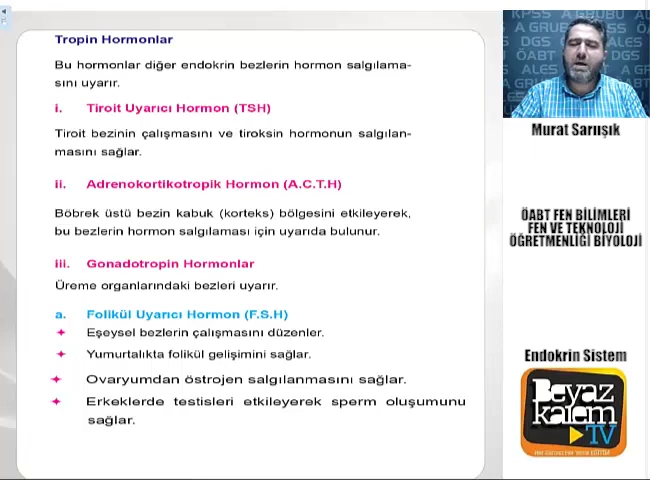 Tropin Hormonlar
Bu hormonlar diğer endokrin bezlerin hormon salgılama-
sını uyarır.
i. Tiroit Uyarıcı Hormon (TSH)
Tiroit bezinin çalışmasını ve tiroksin hormonun salgılan-
masını sağlar.
ii. Adrenokortikotropik Hormon (A.C.T.H)
Böbrek üstü bezin kabuk (korteks) bölgesini etkileyerek,
bu bezlerin hormon salgılaması için uyarıda bulunur.
iii. Gonadotropin Hormonlar
Üreme organlarındaki bezleri uyarır.
a. Folikül Uyarıcı Hormon (F.S.H)
Eşeysel bezlerin çalışmasını düzenler.
Yumurtalıkta folikül gelişimini sağlar.
Ovaryumdan östrojen salgılanmasını sağlar.
Erkeklerde testisleri etkileyerek sperm oluşumunu
sağlar.
KPSS A GRUBU
A GRUBU
DGS
ÖABT
ALES
Murat Sarıışık
ÖABT FEN BİLİMLERİ
FEN VE TEKNOLOJİ
ÖĞRETMENLİĞİ BİYOLOJİ
Endokrin Sistem
Beyaz
kalem
TV